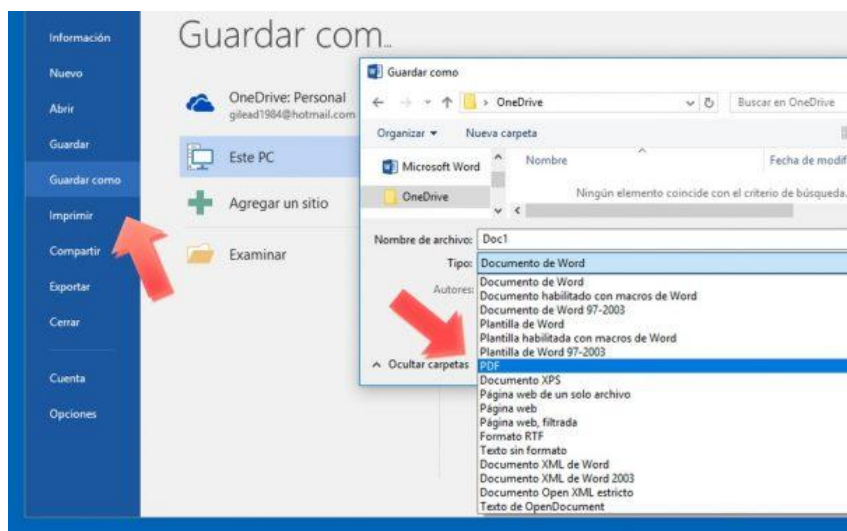 Guardar com...
Información
Nuevo
Abrir
Guardar
Guardar como
Imprimir
Compartir
Exportar
Cerrar
Cuenta
Opciones
OneDrive: Personal
gilead1984@hotmail.com
Este PC
Agregar un sitio
Examinar
Guardar como
> OneDrive
Buscar en OneDrive
Organizar
Nueva carpeta
Microsoft Word
OneDrive
Nombre
Fecha de modif
Ningún elemento coincide con el criterio de búsqueda.
Nombre de archivo: Doc1
Tipo: Documento de Word
Autores:
Documento de Word
Documento habilitado con macros de Word
Documento de Word 97-2003
Plantilla de Word
Plantilla habilitada con macros de Word
Plantilla de Word 97-2003
PDF
Documento XPS
Página web de un solo archivo
Página web
Página web, filtrada
Formato RTF
Texto sin formato
Documento XML de Word
Documento XML de Word 2003
Documento Open XML estricto
Texto de OpenDocument
Ocultar carpetas